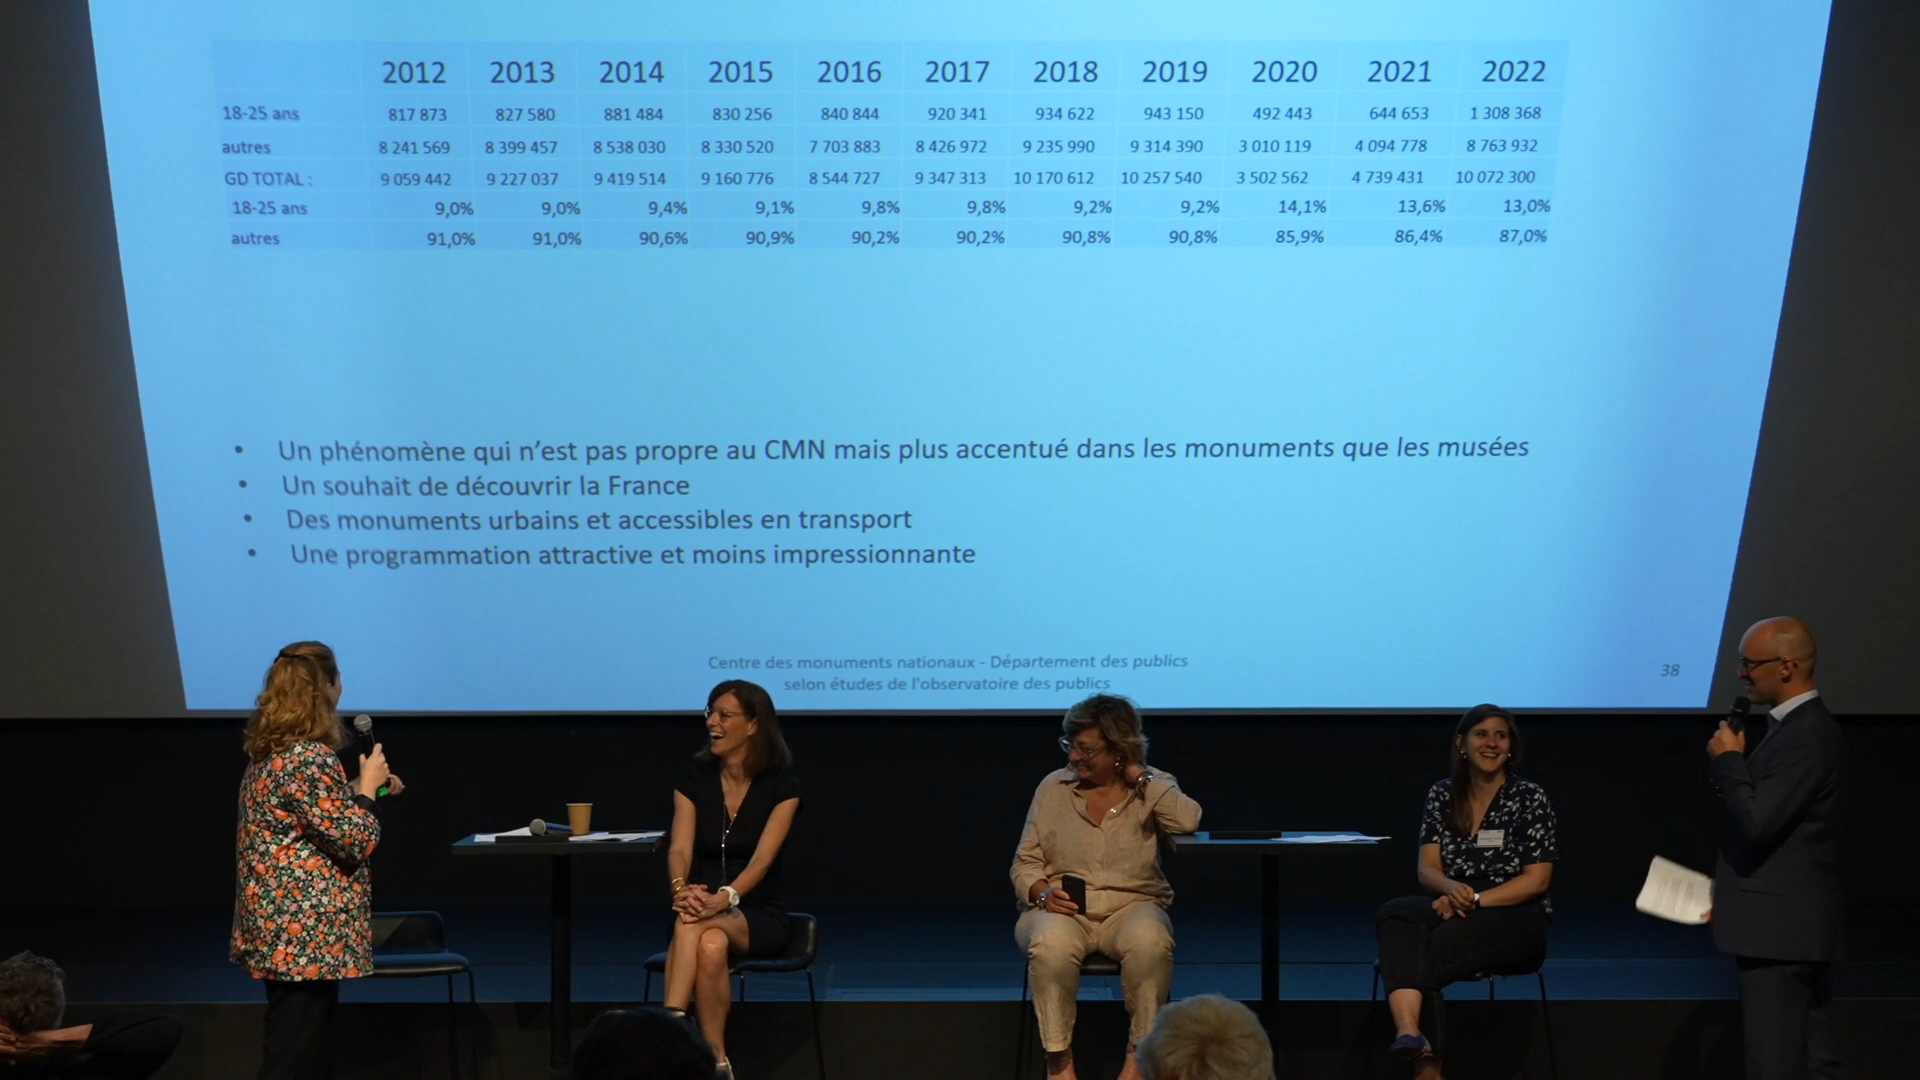 2012 2013 2014 2015 2016 2017 2018 2019 2020 2021 2022
18-25 ans 817 873 827 580 881 484 830 256 840 844 920 341 934 622 943 150 492 443 644 653 1 308 368
autres 8 241 569 8 399 457 8 538 030 8 330 520 7 703 883 8 426 972 9 235 990 9 314 390 3 010 119 4 094 778 8 763 932
GD TOTAL : 9 059 442 9 227 037 9 419 514 9 160 776 8 544 727 9 347 313 10 170 612 10 257 540 3 502 562 4 739 431 10 072 300
18-25 ans 9,0% 9,0% 9,4% 9,1% 9,8% 9,8% 9,2% 9,2% 14,1% 13,6% 13,0%
autres 91,0% 91,0% 90,6% 90,9% 90,2% 90,2% 90,8% 90,8% 85,9% 86,4% 87,0%
• Un phénomène qui n'est pas propre au CMN mais plus accentué dans les monuments que les musées
• Un souhait de découvrir la France
• Des monuments urbains et accessibles en transport
• Une programmation attractive et moins impressionnante
Centre des monuments nationaux - Département des publics
selon études de l'observatoire des publics
38